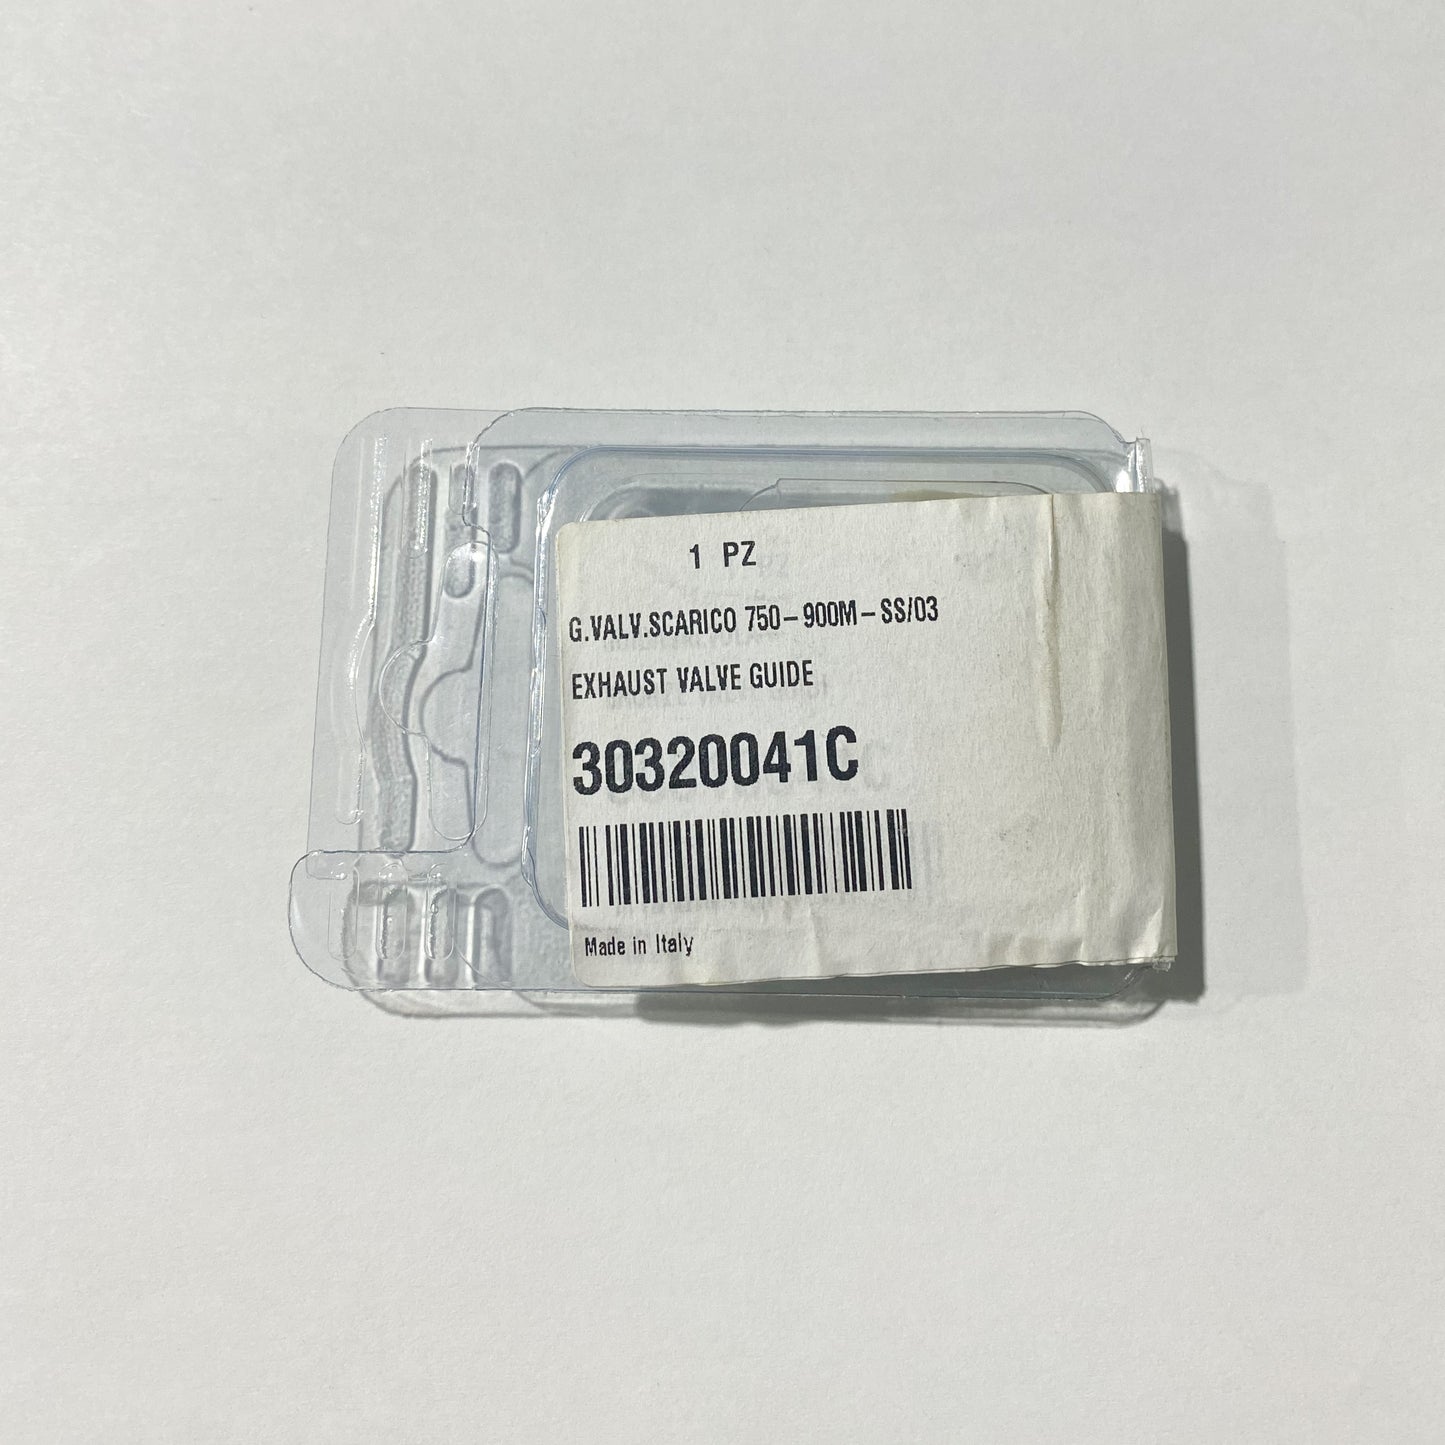 1 PZ
G.VALV.SCARICO 750-900M-SS/03
EXHAUST VALVE GUIDE
30320041C
Made in Italy